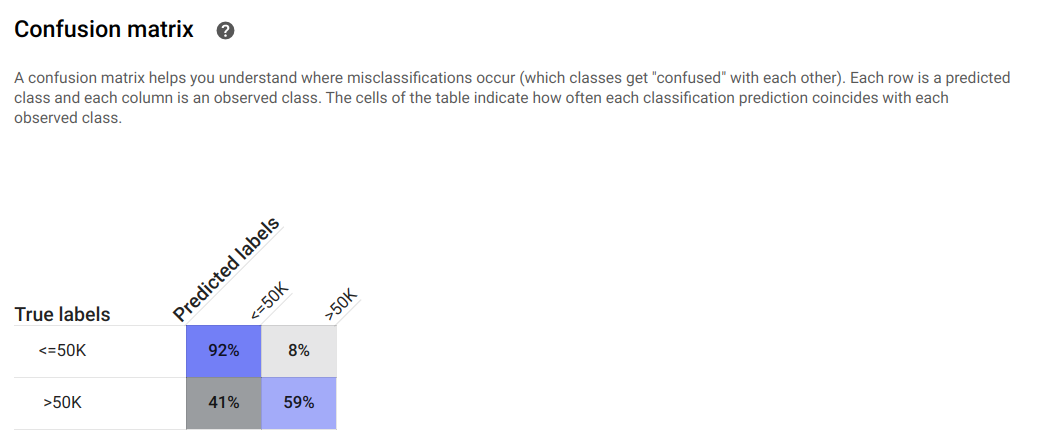 Confusion matrix ?
A confusion matrix helps you understand where misclassifications occur (which classes get "confused" with each other). Each row is a predicted
class and each column is an observed class. The cells of the table indicate how often each classification prediction coincides with each
observed class.
Predicted labels
True labels <=50K >50K
<=50K 92% 8%
>50K 41% 59%